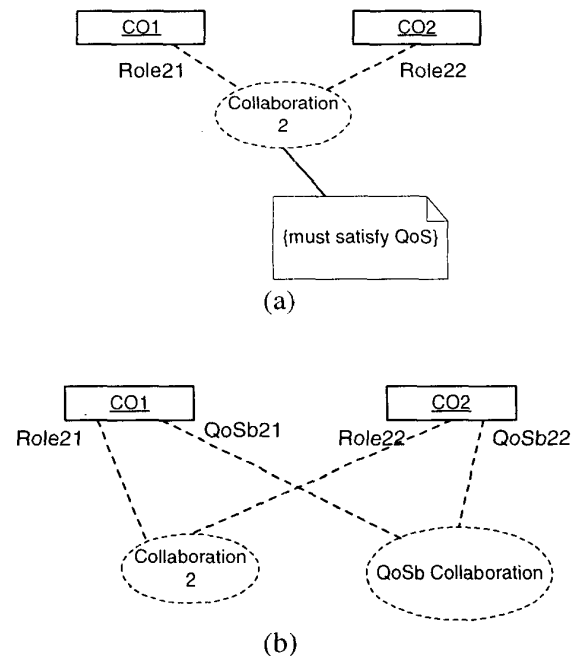 CO1
CO2
Role21
Role22
Collaboration
2
{must satisfy QoS}
(a)
CO1
CO2
Role21
QoSb21
Role22
QoSb22
Collaboration
2
QoSb Collaboration
(b)